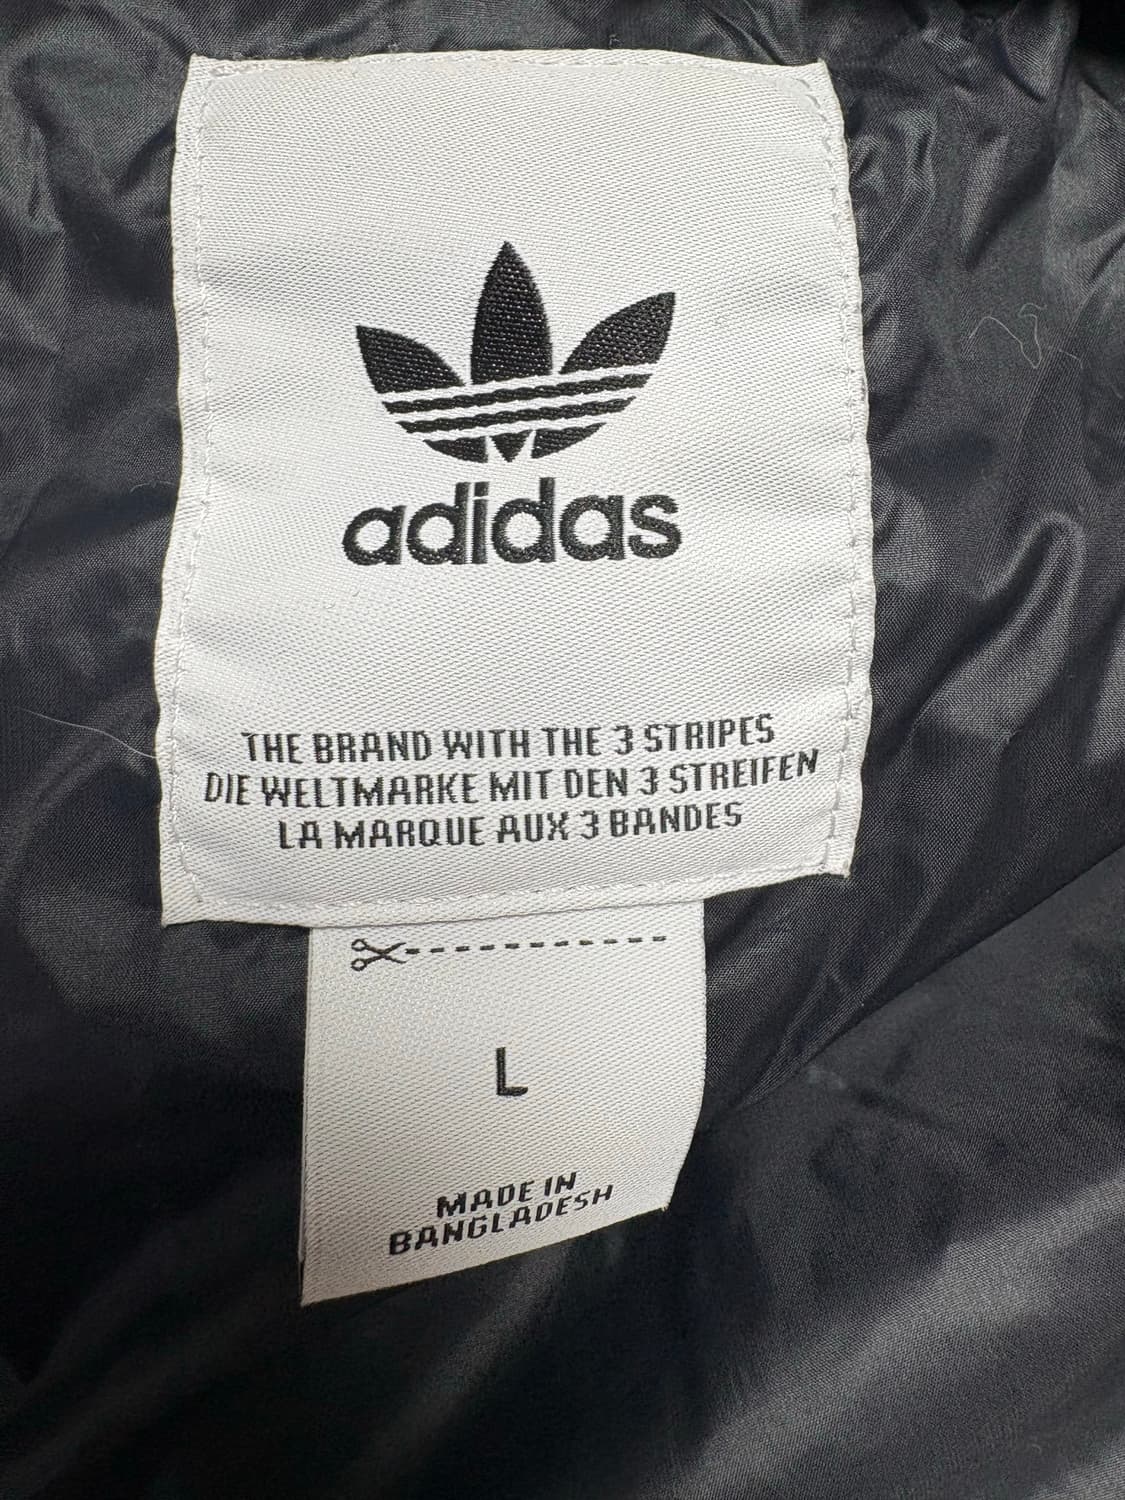 adidas
THE BRAND WITH THE 3 STRIPES
DIE WELTMARKE MIT DEN 3 STREIFEN
LA MARQUE AUX 3 BANDES
L
MADE IN
BANGLADESH